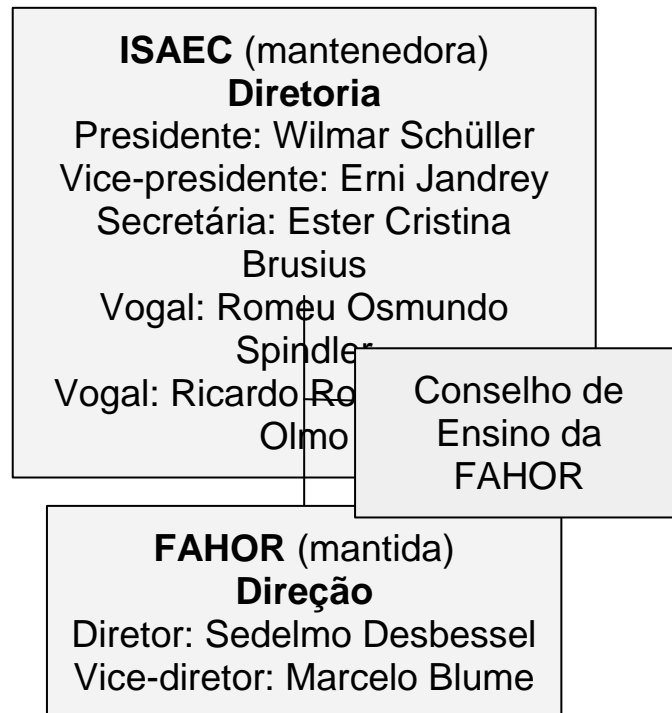 ISAEC (mantenedora)
Diretoria
Presidente: Wilmar Schüller
Vice-presidente: Erni Jandrey
Secretária: Ester Cristina
Brusius
Vogal: Romeu Osmundo
Spindler
Vogal: Ricardo
Olmo
Conselho de
Ensino da
FAHOR
FAHOR (mantida)
Direção
Diretor: Sedelmo Desbessel
Vice-diretor: Marcelo Blume